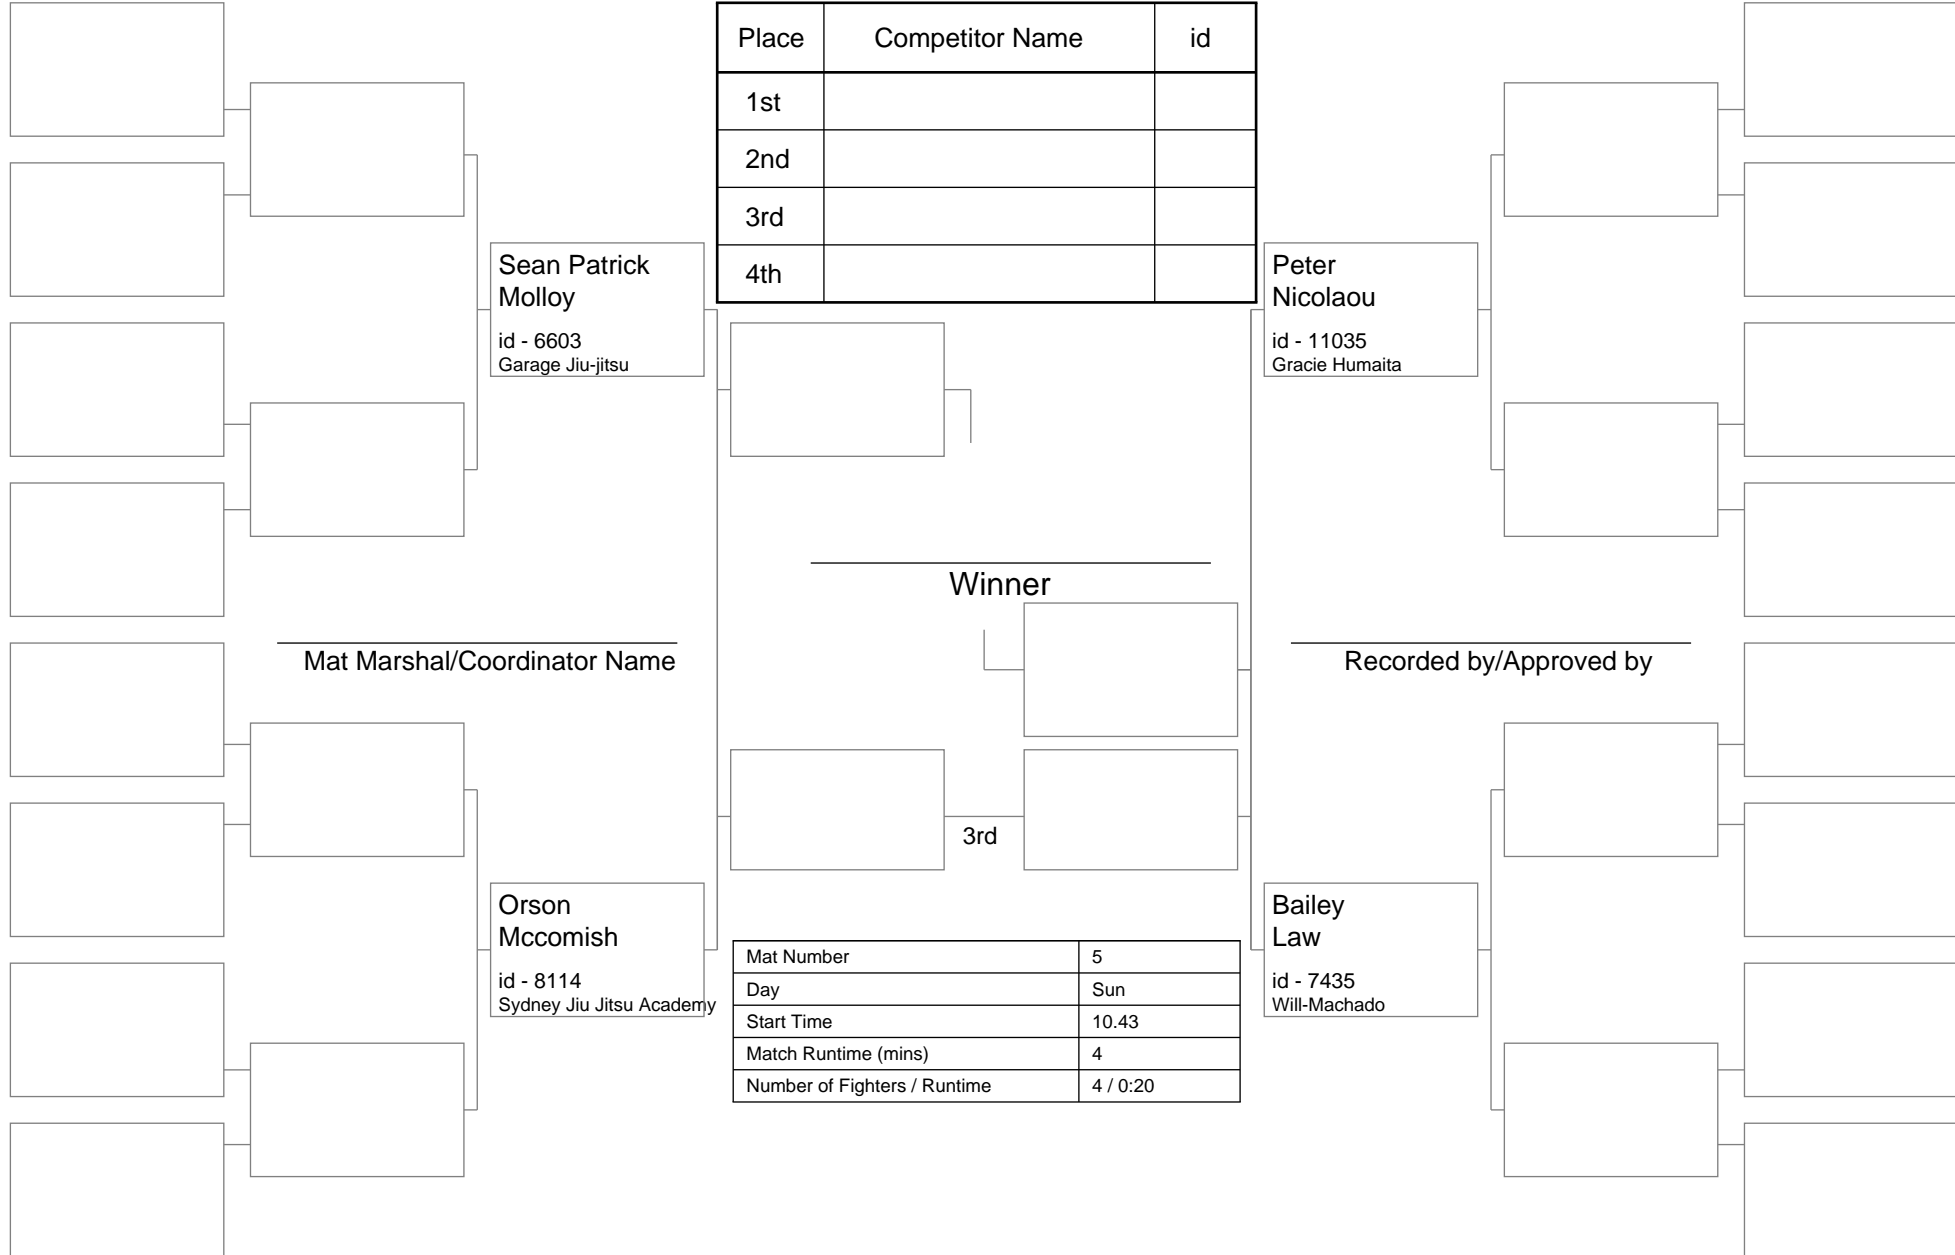 Place Competitor Name id
1st
2nd
3rd
4th
Sean Patrick
Molloy
id - 6603
Garage Jiu-jitsu
Peter
Nicolaou
id - 11035
Gracie Humaita
Winner
Mat Marshal/Coordinator Name
Recorded by/Approved by
3rd
Orson
Mccomish
id - 8114
Sydney Jiu Jitsu Academy
Bailey
Law
id - 7435
Will-Machado
Mat Number 5
Day Sun
Start Time 10.43
Match Runtime (mins) 4
Number of Fighters / Runtime 4 / 0:20